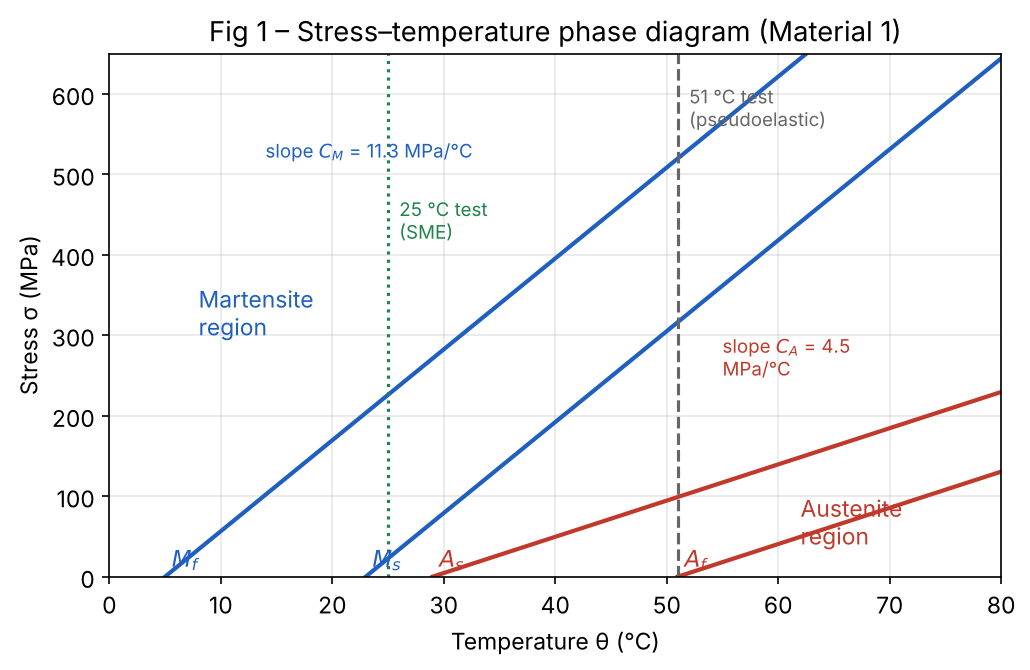 Fig 1 – Stress–temperature phase diagram (Material 1)
Stress σ (MPa)
600
500
400
300
200
100
0
51 °C test
(pseudoelastic)
slope C_M = 11.3 MPa/°C
25 °C test
(SME)
Martensite
region
slope C_A = 4.5
MPa/°C
Austenite
region
M_f
M_s
A_s
A_f
0 10 20 30 40 50 60 70 80
Temperature θ (°C)